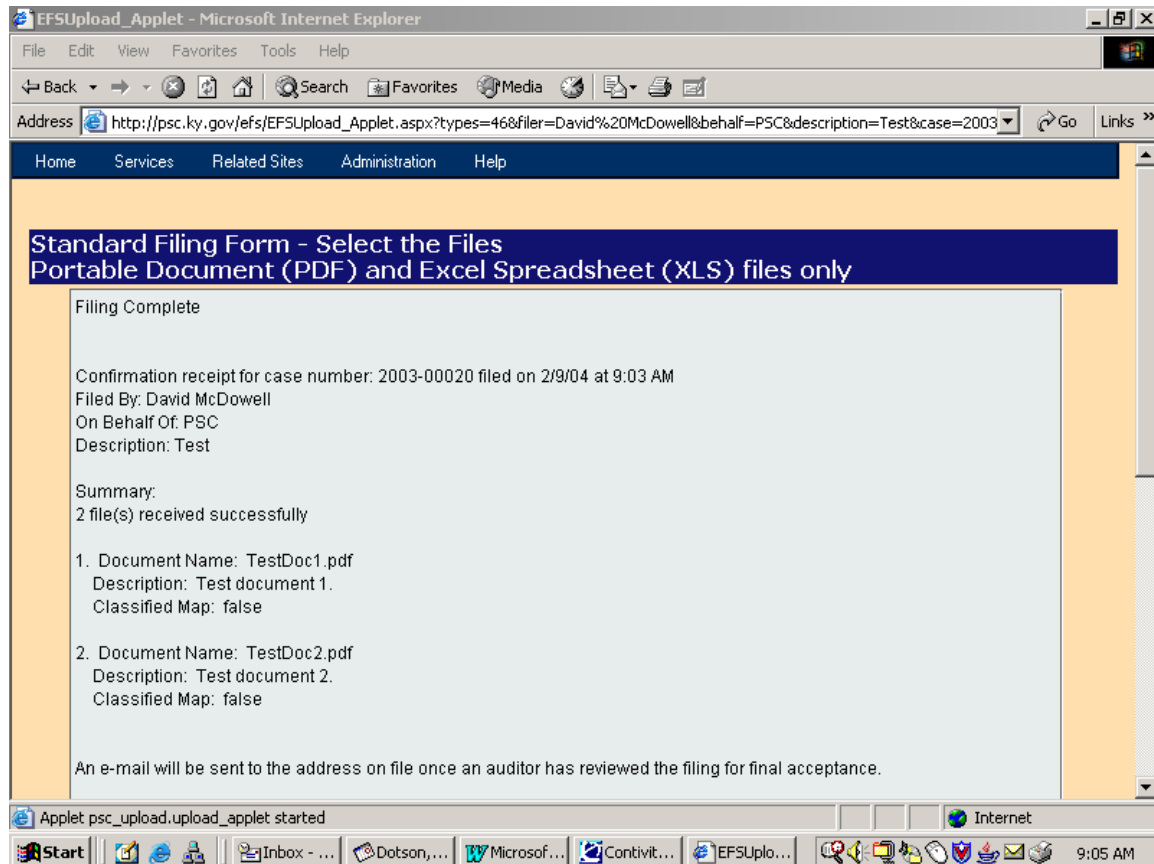 EFSUpload_Applet - Microsoft Internet Explorer
File Edit View Favorites Tools Help
Back Search Favorites Media
Address http://psc.ky.gov/efs/EFSUpload_Applet.aspx?types=46&filer=David%20McDowell&behalf=PSC&description=Test&case=2003 Go Links »
Home Services Related Sites Administration Help
Standard Filing Form - Select the Files
Portable Document (PDF) and Excel Spreadsheet (XLS) files only
Filing Complete
Confirmation receipt for case number: 2003-00020 filed on 2/9/04 at 9:03 AM
Filed By: David McDowell
On Behalf Of: PSC
Description: Test
Summary:
2 file(s) received successfully
1. Document Name: TestDoc1.pdf
Description: Test document 1.
Classified Map: false
2. Document Name: TestDoc2.pdf
Description: Test document 2.
Classified Map: false
An e-mail will be sent to the address on file once an auditor has reviewed the filing for final acceptance.
Applet psc_upload.upload_applet started Internet
Start Inbox - ... Dotson,... Microsof... Contivit... EFSUplo... 9:05 AM